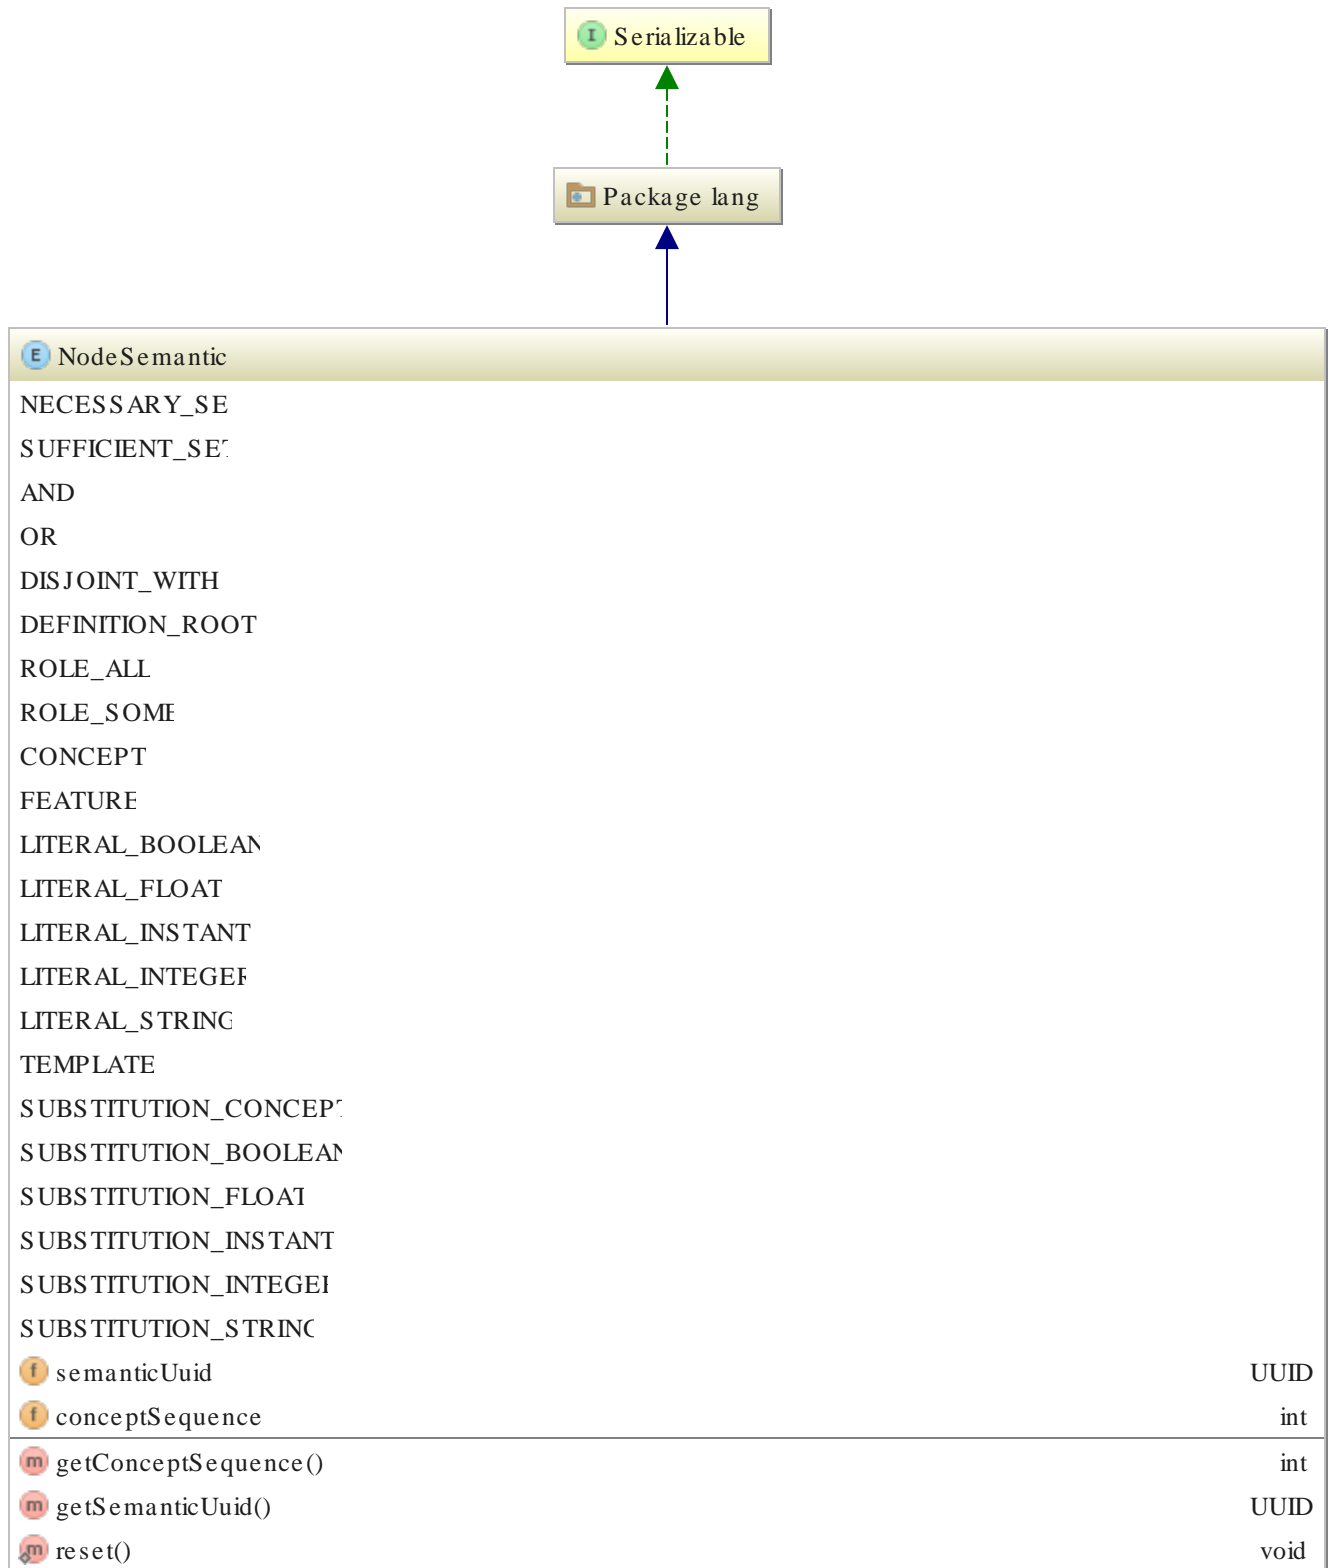 I Serializable
Package lang
E NodeSemantic
NECESSARY_SE
SUFFICIENT_SET
AND
OR
DISJOINT_WITH
DEFINITION_ROOT
ROLE_ALL
ROLE_SOME
CONCEPT
FEATURE
LITERAL_BOOLEAN
LITERAL_FLOAT
LITERAL_INSTANT
LITERAL_INTEGER
LITERAL_STRING
TEMPLATE
SUBSTITUTION_CONCEPT
SUBSTITUTION_BOOLEAN
SUBSTITUTION_FLOAT
SUBSTITUTION_INSTANT
SUBSTITUTION_INTEGER
SUBSTITUTION_STRING
f semanticUuid UUID
f conceptSequence int
m getConceptSequence() int
m getSemanticUuid() UUID
m reset() void